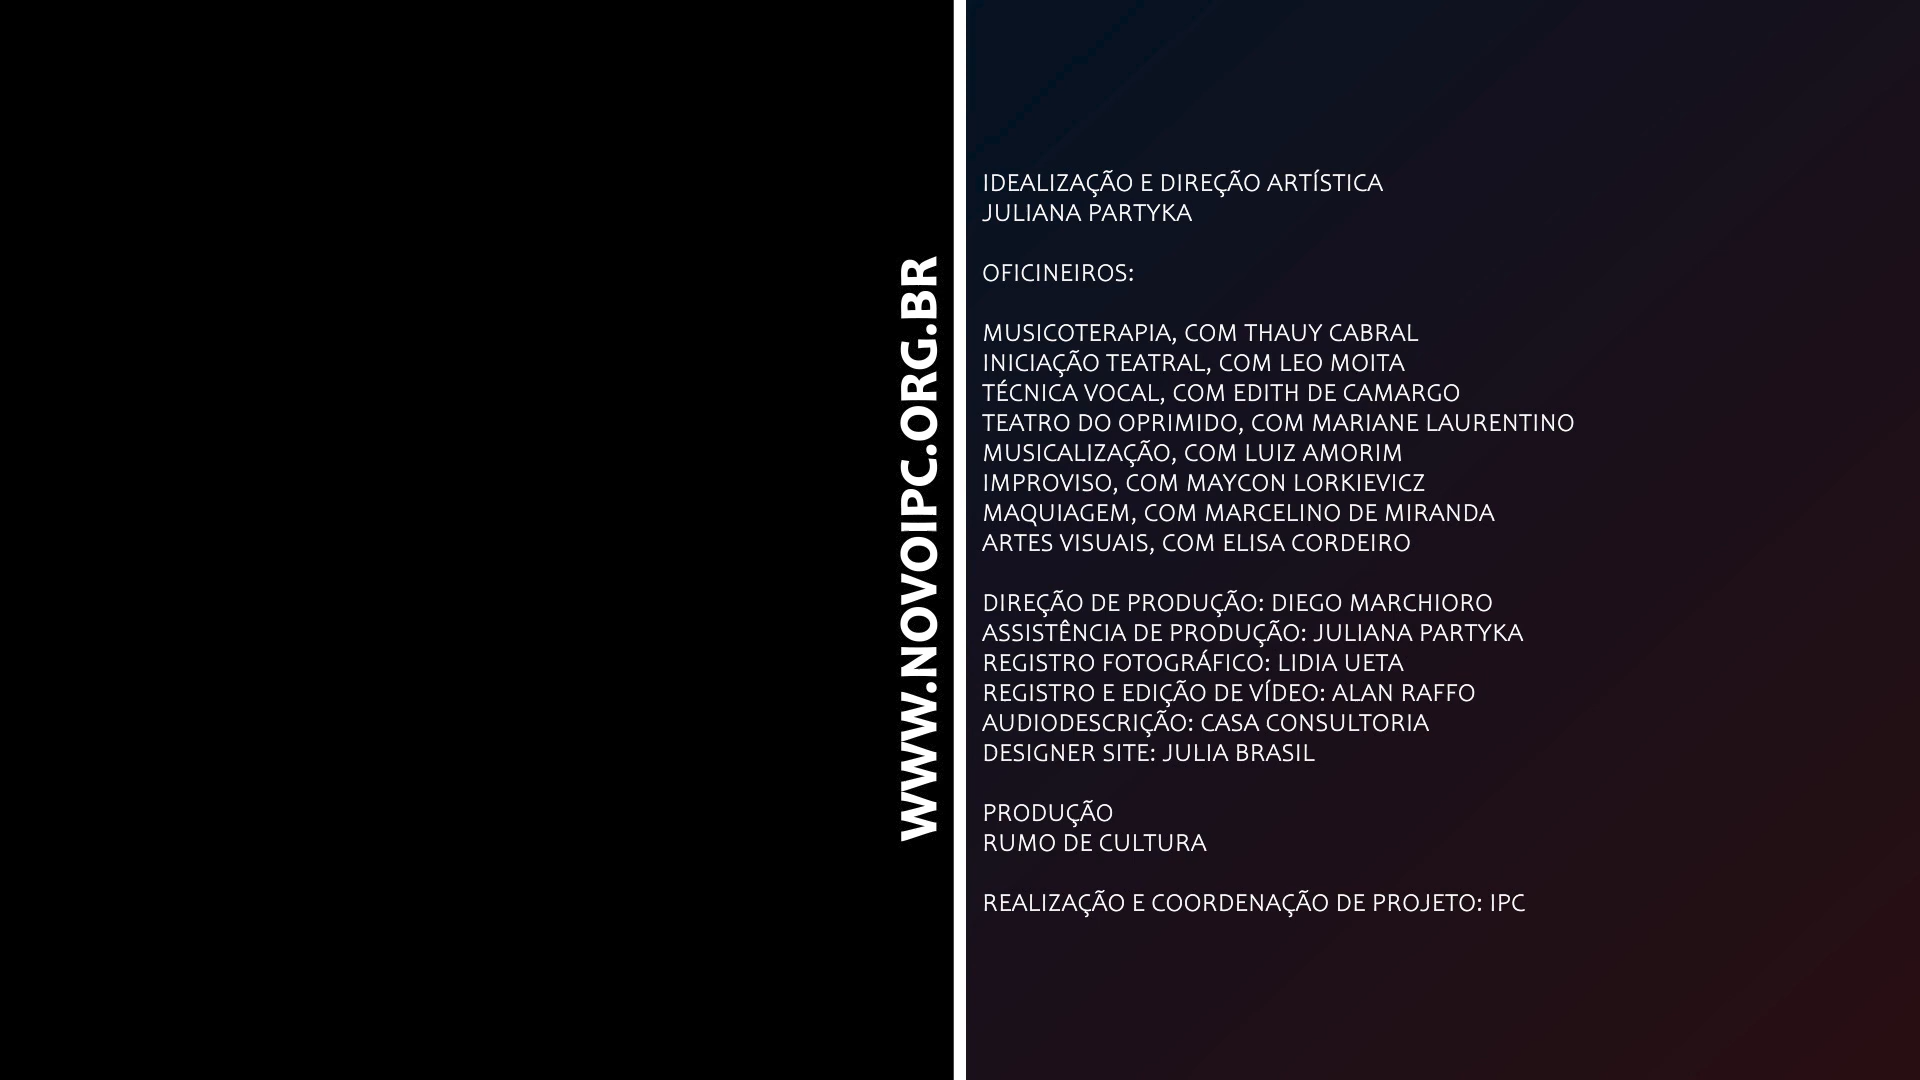 WWW.NOVOIPC.ORG.BR
IDEALIZAÇÃO E DIREÇÃO ARTÍSTICA
JULIANA PARTYKA
OFICINEIROS:
MUSICOTERAPIA, COM THAUY CABRAL
INICIAÇÃO TEATRAL, COM LEO MOITA
TÉCNICA VOCAL, COM EDITH DE CAMARGO
TEATRO DO OPRIMIDO, COM MARIANE LAURENTINO
MUSICALIZAÇÃO, COM LUIZ AMORIM
IMPROVISO, COM MAYCON LORKIEVICZ
MAQUIAGEM, COM MARCELINO DE MIRANDA
ARTES VISUAIS, COM ELISA CORDEIRO
DIREÇÃO DE PRODUÇÃO: DIEGO MARCHIORO
ASSISTÊNCIA DE PRODUÇÃO: JULIANA PARTYKA
REGISTRO FOTOGRÁFICO: LIDIA UETA
REGISTRO E EDIÇÃO DE VÍDEO: ALAN RAFFO
AUDIODESCRIÇÃO: CASA CONSULTORIA
DESIGNER SITE: JULIA BRASIL
PRODUÇÃO
RUMO DE CULTURA
REALIZAÇÃO E COORDENAÇÃO DE PROJETO: IPC